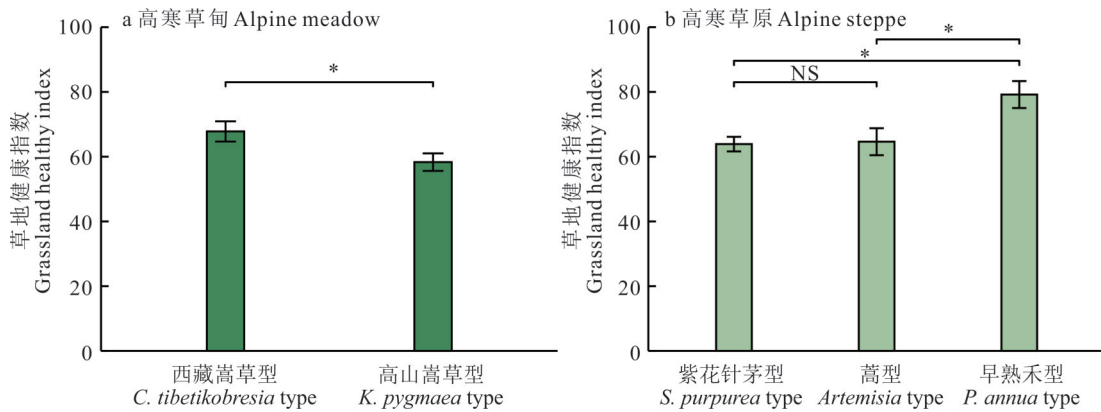 a 高寒草甸 Alpine meadow
草地健康指数
Grassland healthy index
100
80
60
40
20
0
*
西藏嵩草型
C. tibetikobresia type
高山嵩草型
K. pygmaea type
b 高寒草原 Alpine steppe
草地健康指数
Grassland healthy index
100
80
60
40
20
0
*
*
NS
紫花针茅型
S. purpurea type
蒿型
Artemisia type
早熟禾型
P. annua type